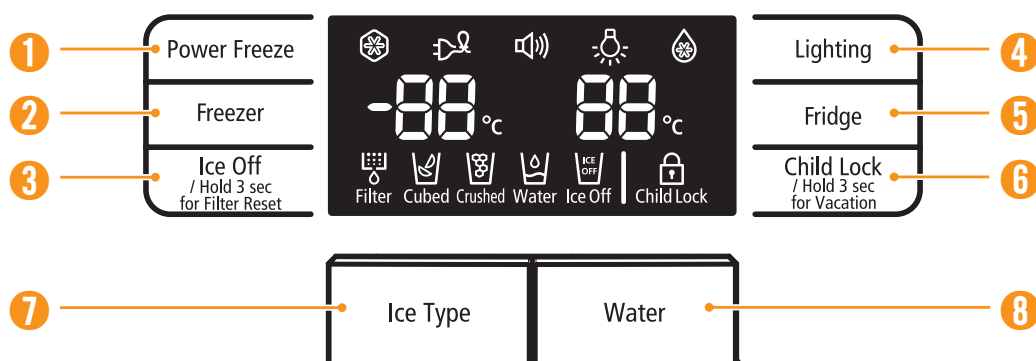 1 Power Freeze
2 Freezer
3 Ice Off
/ Hold 3 sec
for Filter Reset
-88 °C 88 °C
Filter Cubed Crushed Water ICE OFF Ice Off Child Lock
Lighting 4
Fridge 5
Child Lock 6
/ Hold 3 sec
for Vacation
7 Ice Type
Water 8